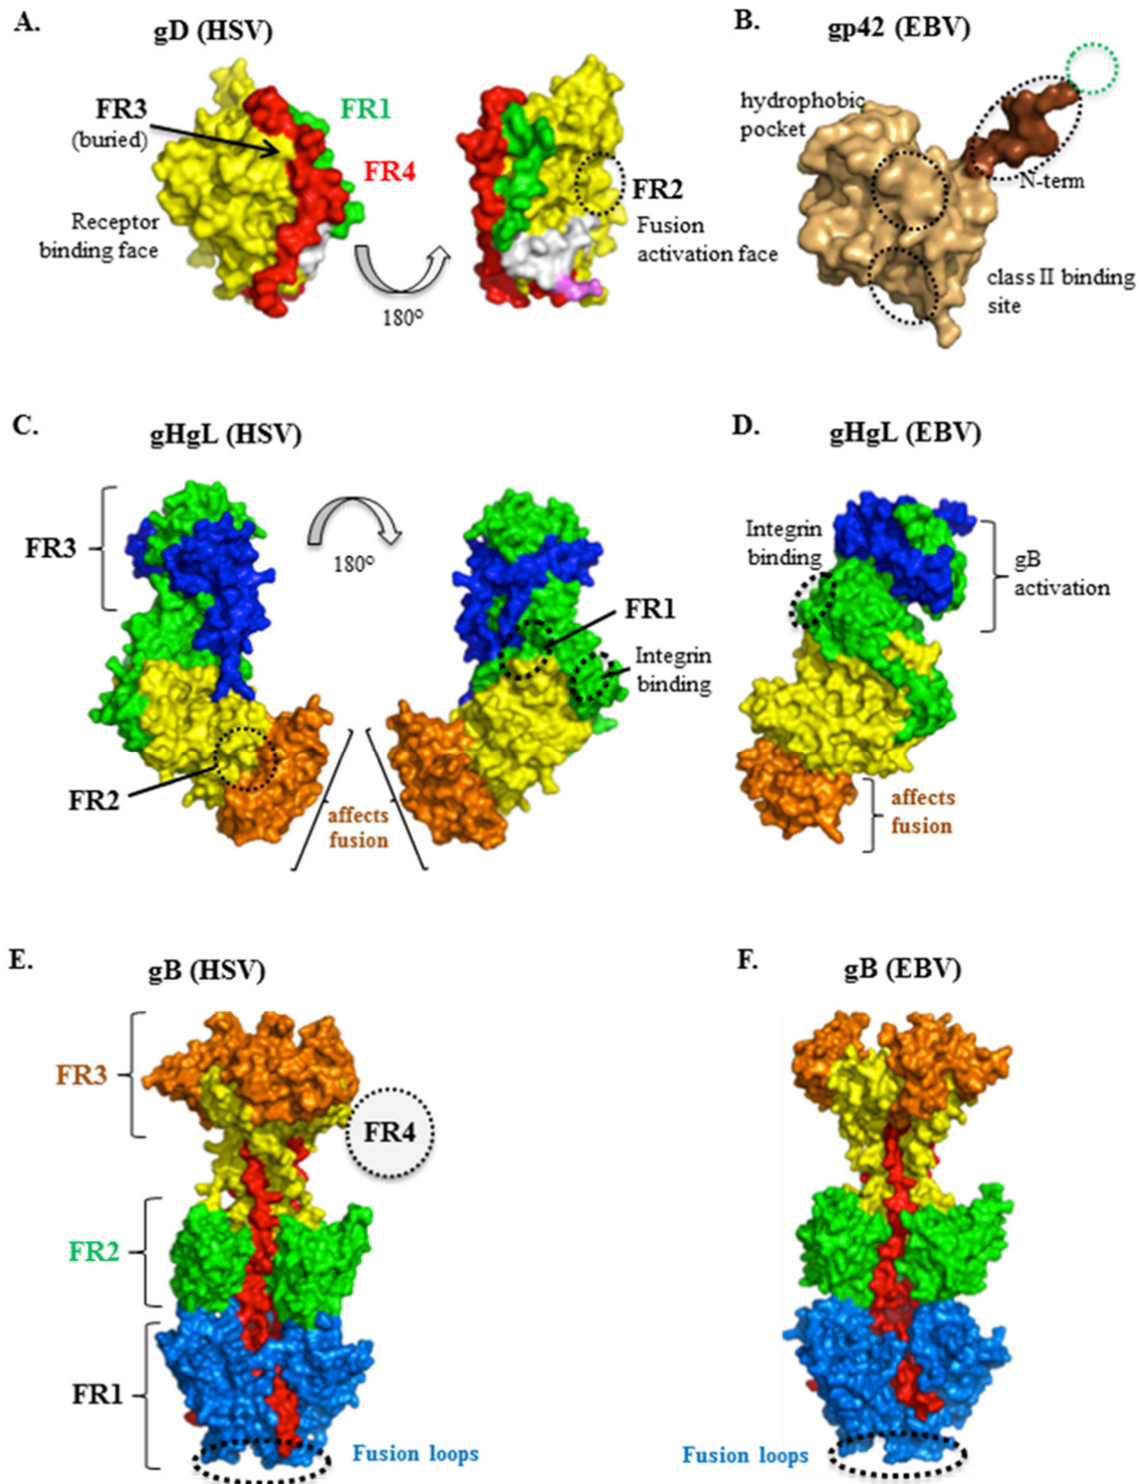 A.
gD (HSV)
FR3
(buried)
FR1
FR4
Receptor
binding face
180°
FR2
Fusion
activation face
B.
gp42 (EBV)
hydrophobic
pocket
N-term
class II binding
site
C.
gHgL (HSV)
FR3
180°
FR1
Integrin
binding
FR2
affects
fusion
D.
gHgL (EBV)
Integrin
binding
gB
activation
affects
fusion
E.
gB (HSV)
FR3
FR4
FR2
FR1
Fusion loops
F.
gB (EBV)
Fusion loops